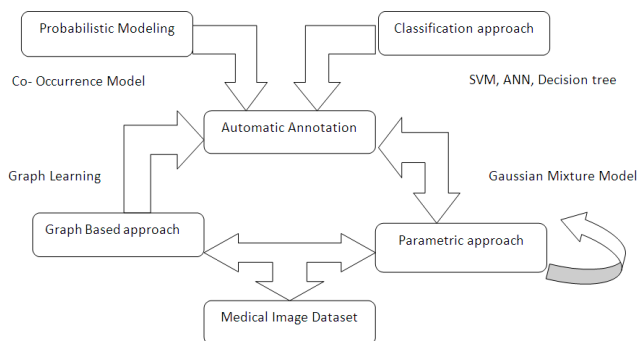 Probabilistic Modeling
Classification approach
Co- Occurrence Model
SVM, ANN, Decision tree
Automatic Annotation
Graph Learning
Gaussian Mixture Model
Graph Based approach
Parametric approach
Medical Image Dataset